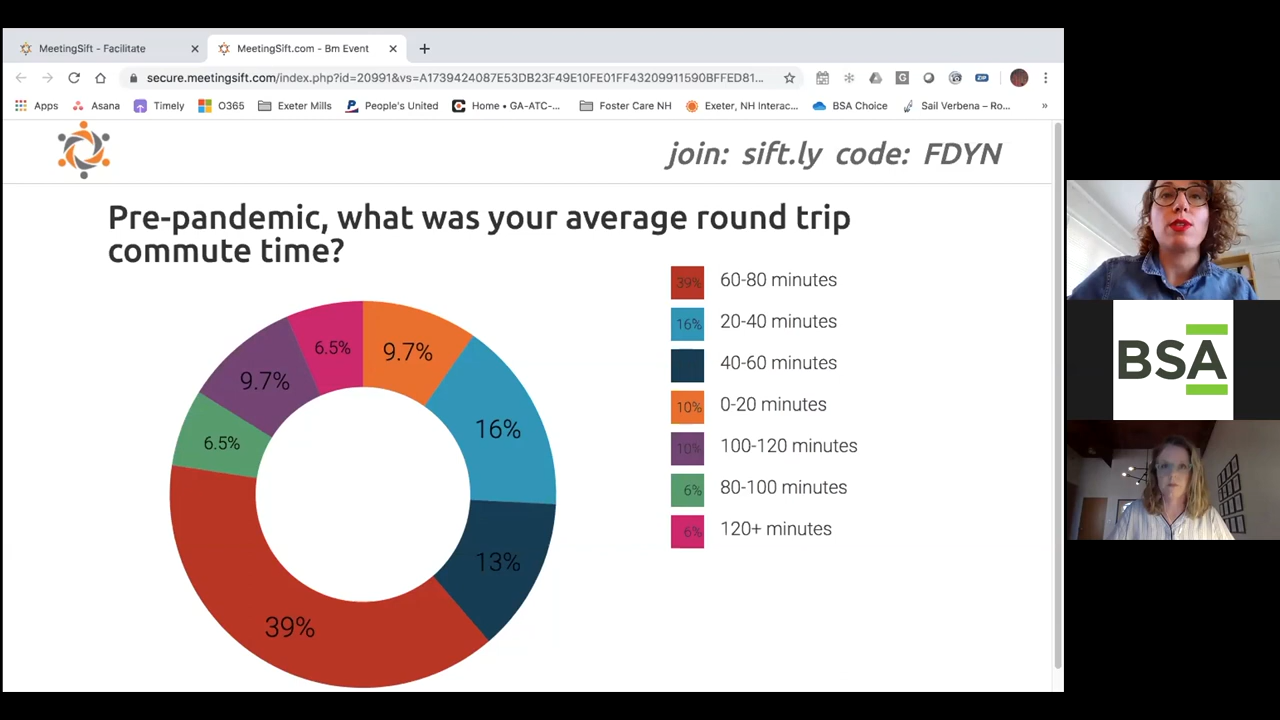 MeetingSift - Facilitate
MeetingSift.com - Bm Event
secure.meetingsift.com/index.php?id=20991&vs=A1739424087E53DB23F49E10FE01FF43209911590BFFED81...
ZIP
Apps
Asana
Timely
O365
Exeter Mills
People's United
Home • GA-ATC-...
Foster Care NH
Exeter, NH Interac...
BSA Choice
Sail Verbena – Ro...
»
join: sift.ly code: FDYN
Pre-pandemic, what was your average round trip
commute time?
39% 60-80 minutes
16% 20-40 minutes
40-60 minutes
10% 0-20 minutes
10% 100-120 minutes
6% 80-100 minutes
6% 120+ minutes
6.5%
9.7%
9.7%
16%
6.5%
13%
39%
BSA